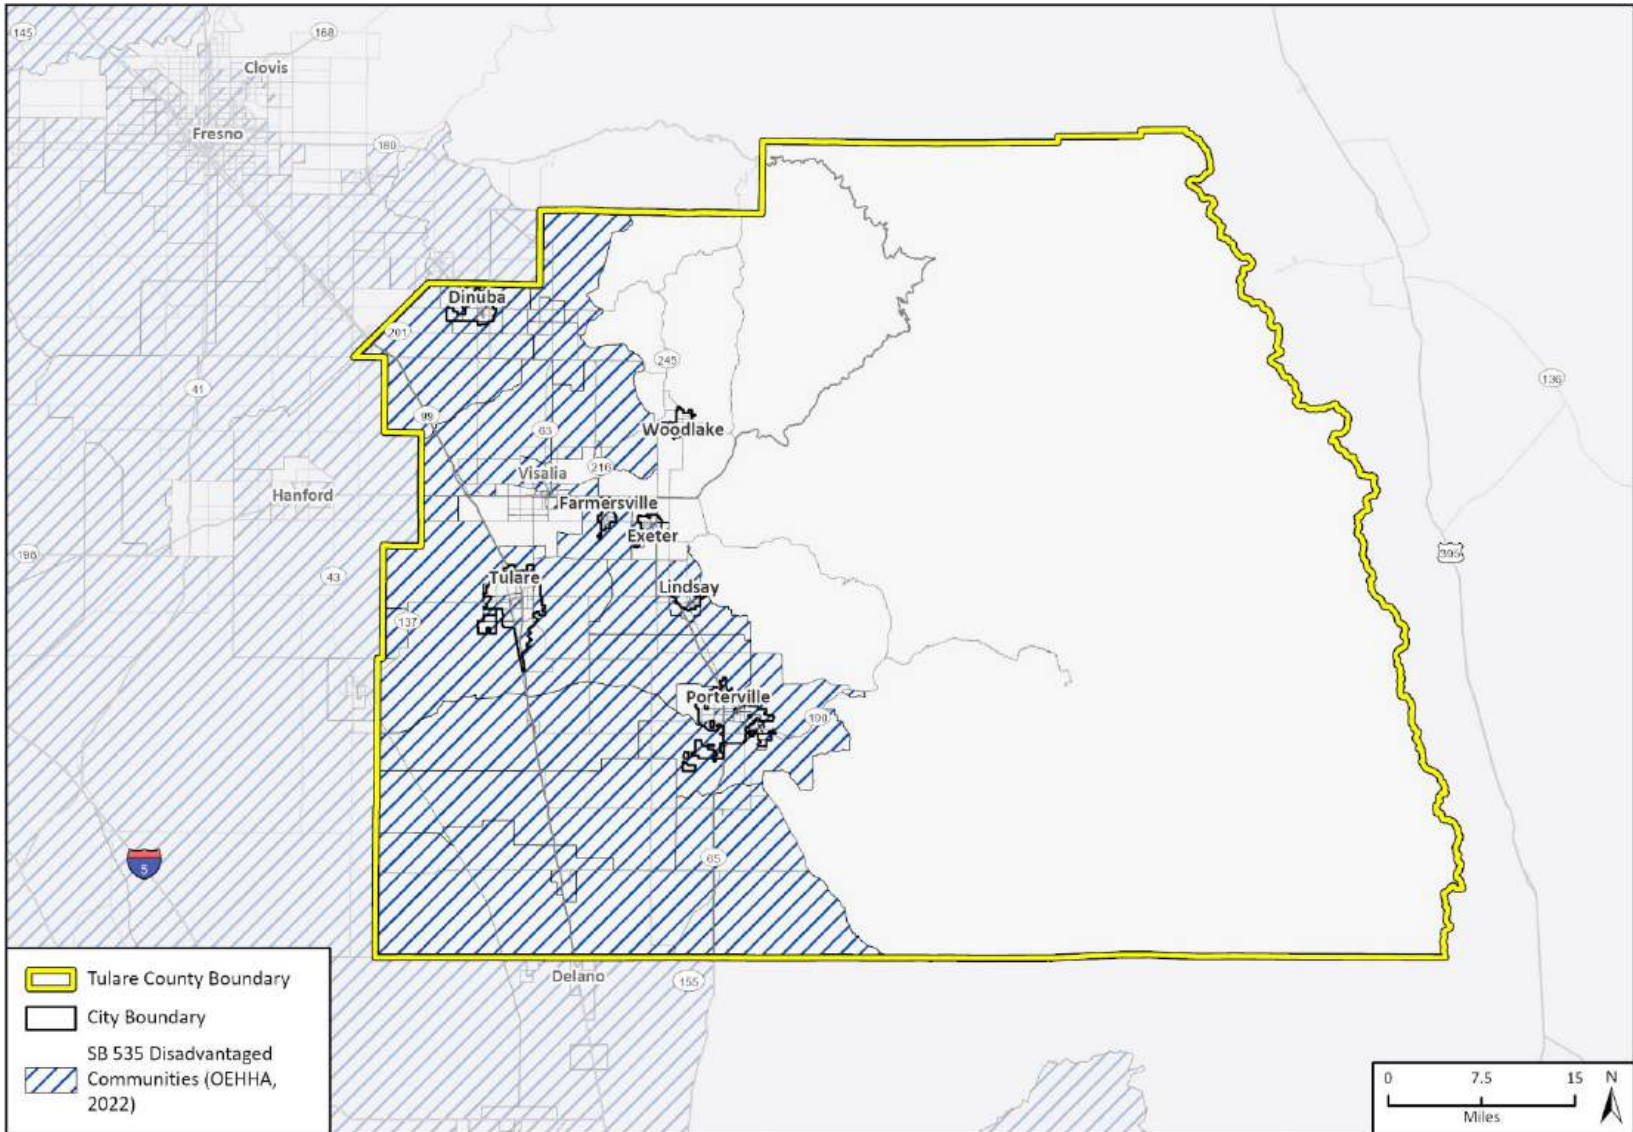 145
168
Clovis
Fresno
180
Dinuba
201
245
136
41
99
63
Woodlake
Visalia
216
Hanford
Farmersville
Exeter
198
395
43
Tulare
Lindsay
137
Porterville
190
65
5
Delano
155
Tulare County Boundary
City Boundary
SB 535 Disadvantaged
Communities (OEHHA,
2022)
0 7.5 15 N
Miles